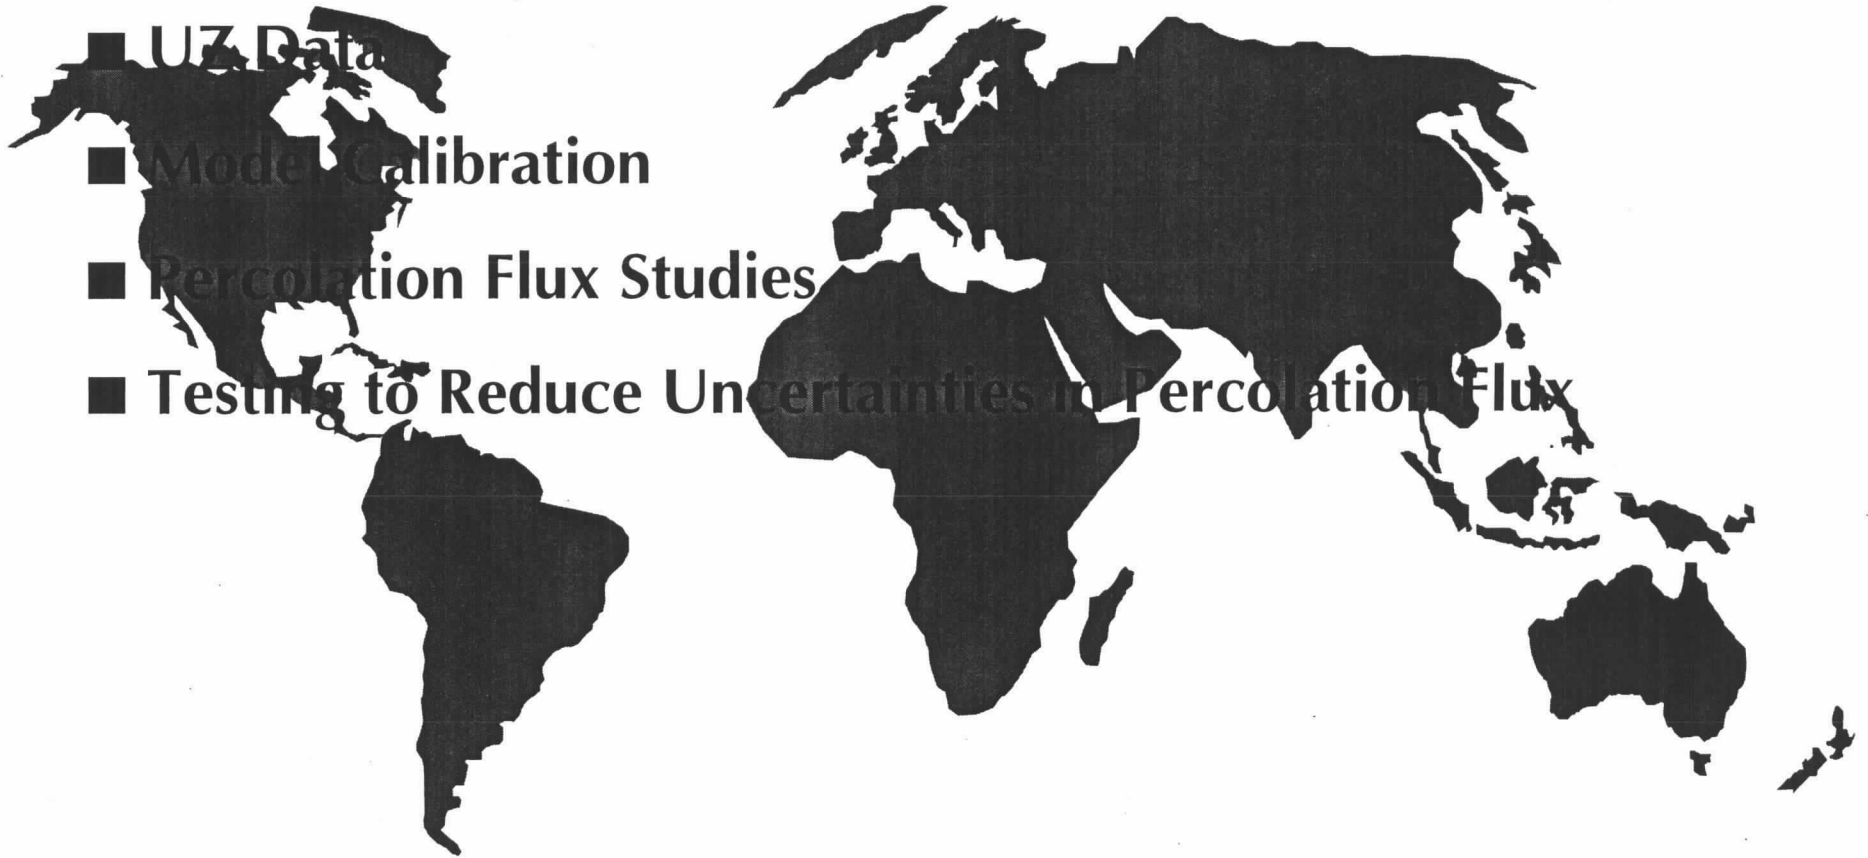 ■ UZ Data
■ Model Calibration
■ Percolation Flux Studies
■ Testing to Reduce Uncertainties in Percolation Flux